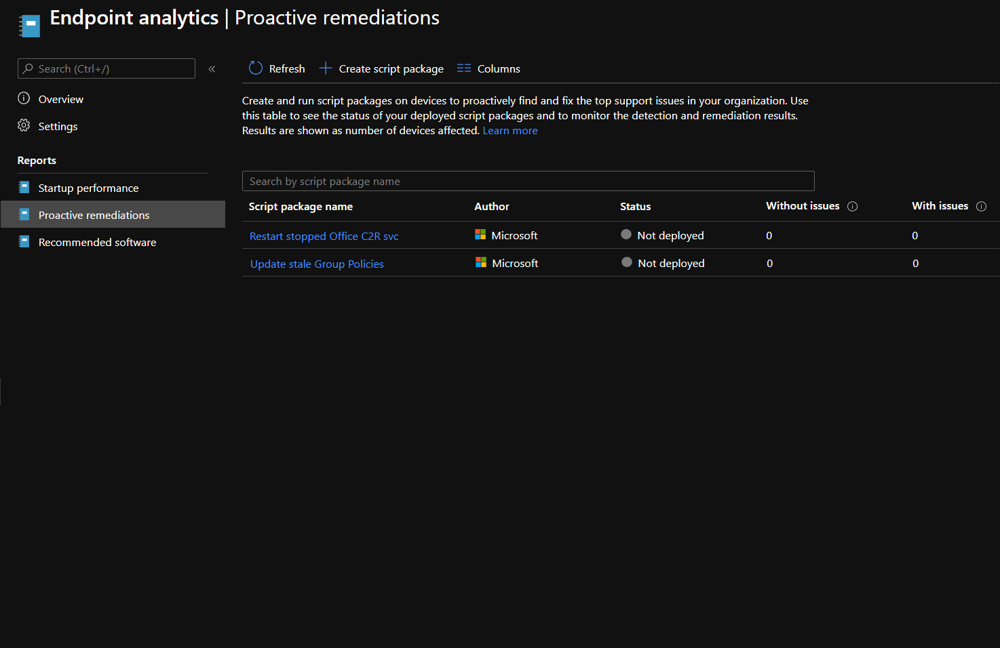 Endpoint analytics | Proactive remediations
Search (Ctrl+/)
«
Overview
Settings
Reports
Startup performance
Proactive remediations
Recommended software
Refresh
Create script package
Columns
Create and run script packages on devices to proactively find and fix the top support issues in your organization. Use
this table to see the status of your deployed script packages and to monitor the detection and remediation results.
Results are shown as number of devices affected. Learn more
Search by script package name
Script package name Author Status Without issues With issues
Restart stopped Office C2R svc Microsoft Not deployed 0 0
Update stale Group Policies Microsoft Not deployed 0 0